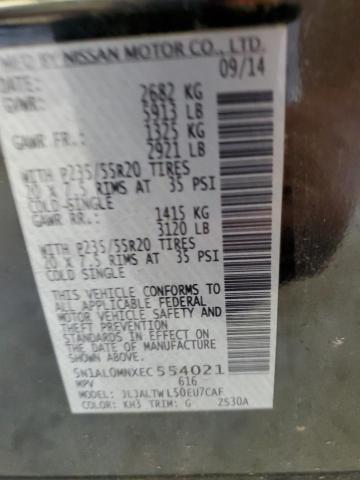 MFD BY NISSAN MOTOR CO., LTD.
DATE: 09/14
GVWR: 2682 KG
5913 LB
GAWR FR.: 1325 KG
2921 LB
WITH P235/55R20 TIRES
20 X 7.5 RIMS AT 35 PSI
COLD SINGLE
GAWR RR.: 1415 KG
3120 LB
WITH P235/55R20 TIRES
20 X 7.5 RIMS AT 35 PSI
COLD SINGLE
THIS VEHICLE CONFORMS TO
ALL APPLICABLE FEDERAL
MOTOR VEHICLE SAFETY AND
STANDARDS IN EFFECT ON THE
DATE OF MANUFACTURE SHOWN
ABOVE.
5N1AL0MNXEC554021
MPV 616
MODEL: JLJALTWL50EU7CAF
COLOR: KH3 TRIM: G 2530A